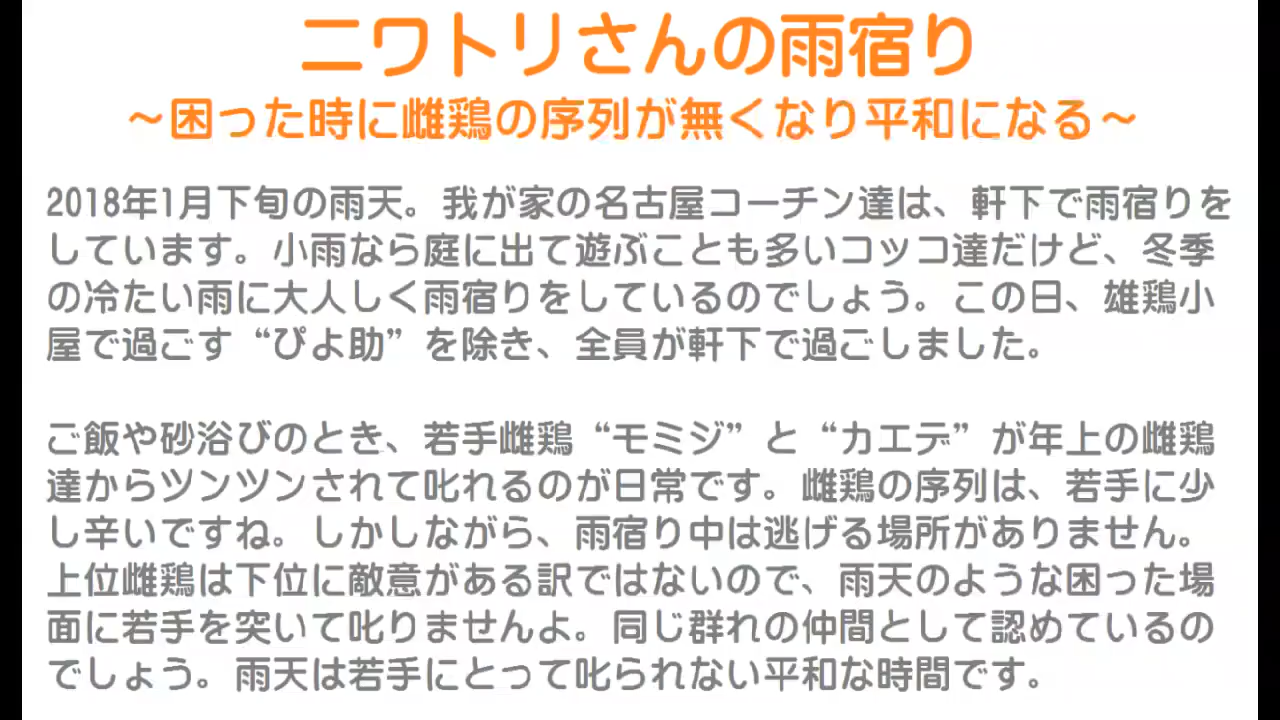 ニワトリさんの雨宿り
～困った時に雌鶏の序列が無くなり平和になる～
2018年1月下旬の雨天。我が家の名古屋コーチン達は、軒下で雨宿りを
しています。小雨なら庭に出て遊ぶことも多いコッコ達だけど、冬季
の冷たい雨に大人しく雨宿りをしているのでしょう。この日、雄鶏小
屋で過ごす“ぴよ助”を除き、全員が軒下で過ごしました。
ご飯や砂浴びのとき、若手雌鶏“モミジ”と“カエデ”が年上の雌鶏
達からツンツンされて叱れるのが日常です。雌鶏の序列は、若手に少
し辛いですね。しかしながら、雨宿り中は逃げる場所がありません。
上位雌鶏は下位に敵意がある訳ではないので、雨天のような困った場
面に若手を突いて叱りませんよ。同じ群れの仲間として認めているの
でしょう。雨天は若手にとって叱られない平和な時間です。